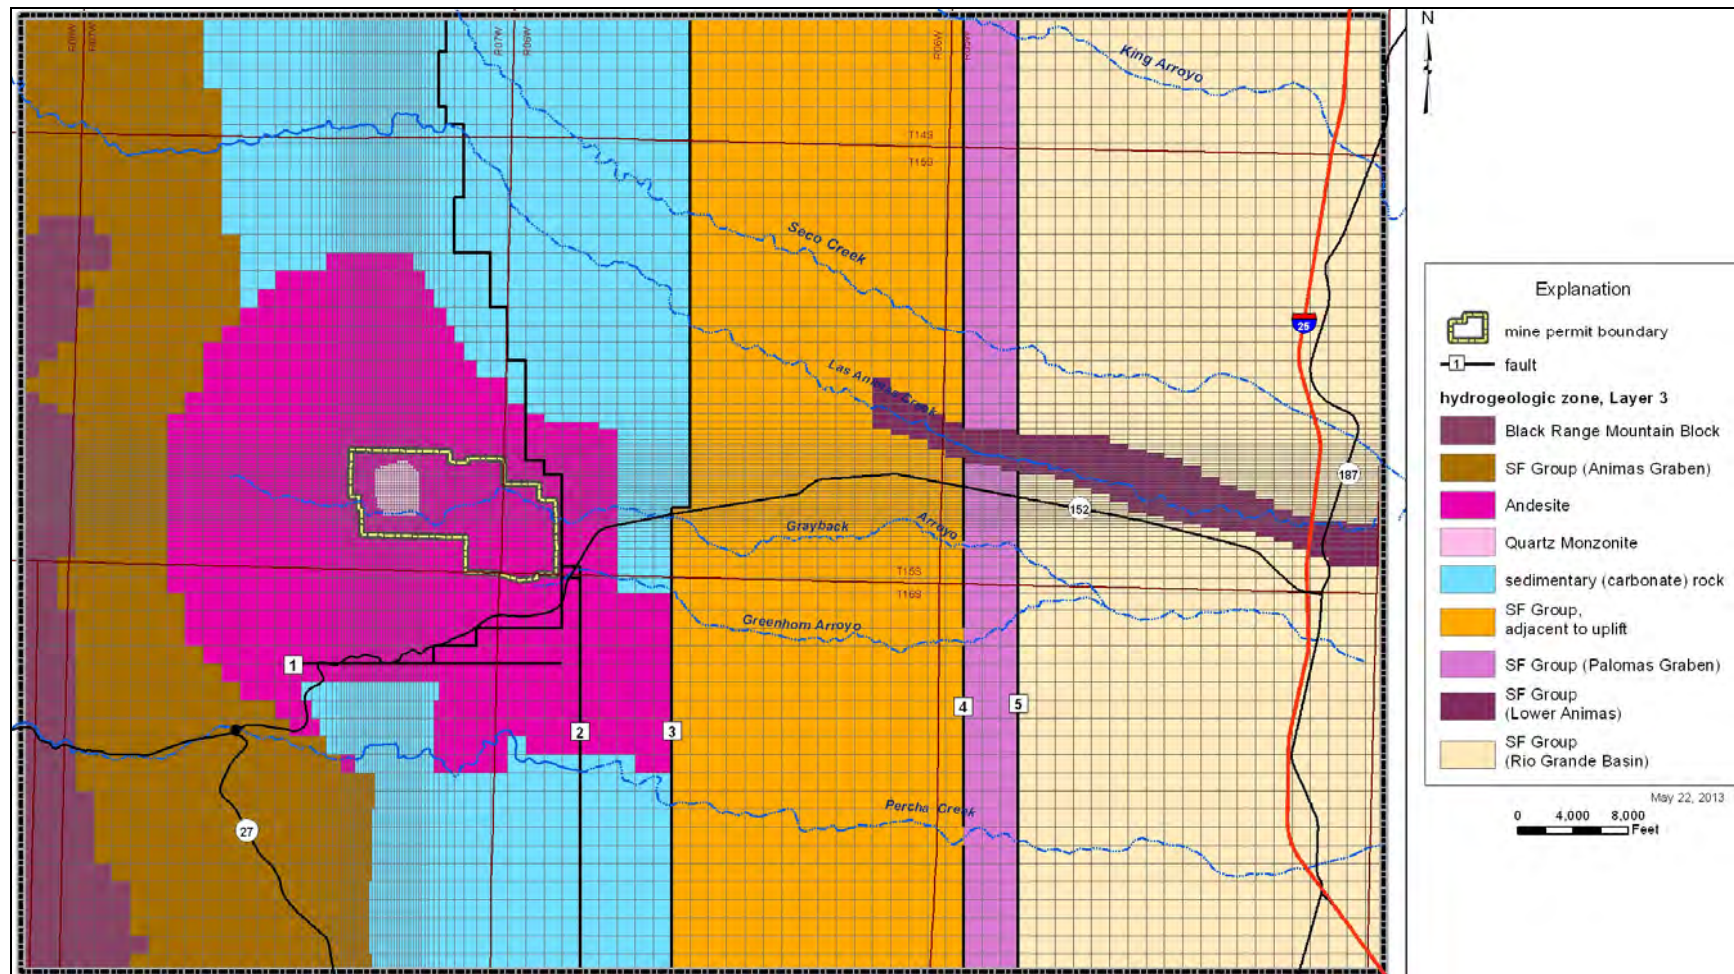 R08W
R07W
R07W
R06W
R06W
R05W
King Arroyo
N
T14S
T15S
Seco Creek
25
Las Animas Creek
187
152
Grayback Arroyo
T15S
T16S
Greenhorn Arroyo
1
2
3
4
5
Percha Creek
27
Explanation
mine permit boundary
1 fault
hydrogeologic zone, Layer 3
Black Range Mountain Block
SF Group (Animas Graben)
Andesite
Quartz Monzonite
sedimentary (carbonate) rock
SF Group,
adjacent to uplift
SF Group (Palomas Graben)
SF Group
(Lower Animas)
SF Group
(Rio Grande Basin)
May 22, 2013
0 4,000 8,000
Feet